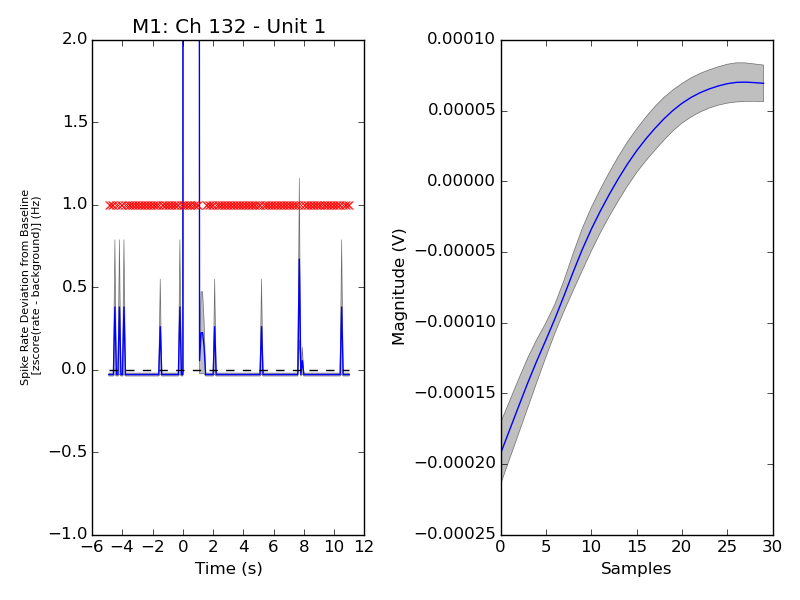 M1: Ch 132 - Unit 1
2.0
1.5
1.0
0.5
0.0
−0.5
−1.0
−6 −4 −2 0 2 4 6 8 10 12
Time (s)
Spike Rate Deviation from Baseline
[zscore(rate - background)] (Hz)
0.00010
0.00005
0.00000
−0.00005
−0.00010
−0.00015
−0.00020
−0.00025
0 5 10 15 20 25 30
Samples
Magnitude (V)